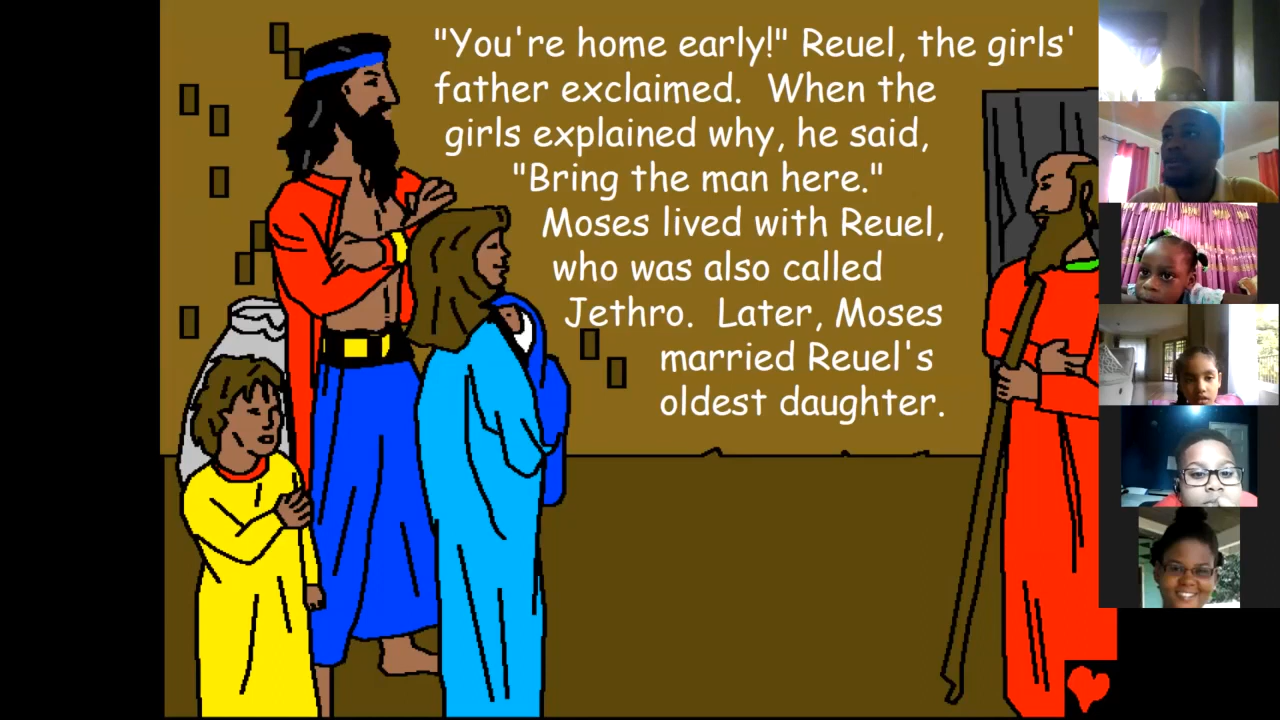 "You're home early!" Reuel, the girls'
father exclaimed. When the
girls explained why, he said,
"Bring the man here."
Moses lived with Reuel,
who was also called
Jethro. Later, Moses
married Reuel's
oldest daughter.